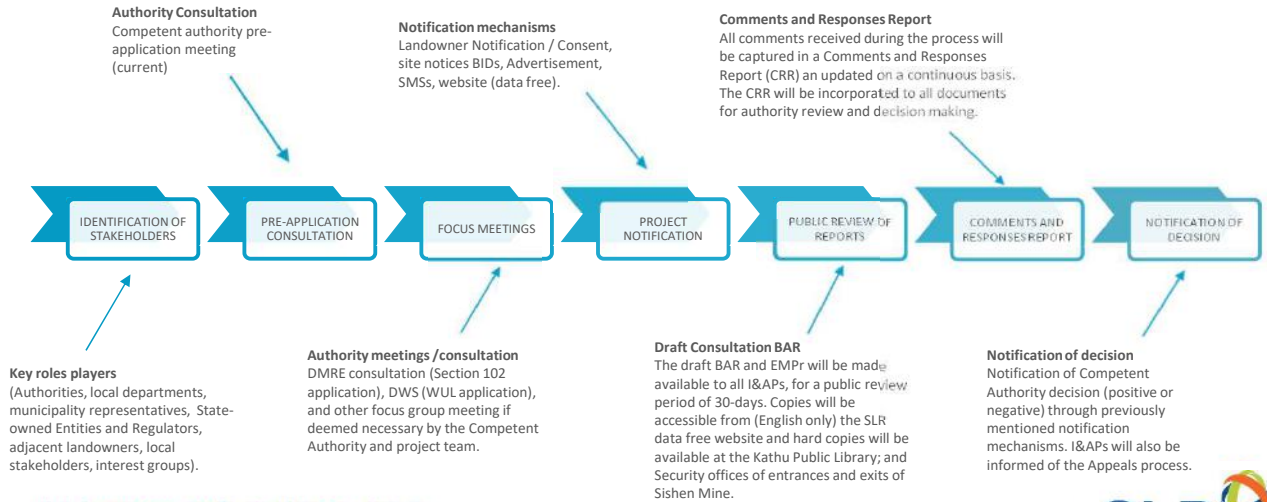 Authority Consultation
Competent authority pre-
application meeting
(current)
Notification mechanisms
Landowner Notification / Consent,
site notices BIDs, Advertisement,
SMSs, website (data free).
Comments and Responses Report
All comments received during the process will
be captured in a Comments and Responses
Report (CRR) an updated on a continuous basis.
The CRR will be incorporated to all documents
for authority review and decision making.
IDENTIFICATION OF
STAKEHOLDERS
PRE-APPLICATION
CONSULTATION
FOCUS MEETINGS
PROJECT
NOTIFICATION
PUBLIC REVIEW OF
REPORTS
COMMENTS AND
RESPONSES REPORT
NOTIFICATION OF
DECISION
Key roles players
(Authorities, local departments,
municipality representatives, State-
owned Entities and Regulators,
adjacent landowners, local
stakeholders, interest groups).
Authority meetings /consultation
DMRE consultation (Section 102
application), DWS (WUL application),
and other focus group meeting if
deemed necessary by the Competent
Authority and project team.
Draft Consultation BAR
The draft BAR and EMPr will be made
available to all I&APs, for a public review
period of 30-days. Copies will be
accessible from (English only) the SLR
data free website and hard copies will be
available at the Kathu Public Library; and
Security offices of entrances and exits of
Sishen Mine.
Notification of decision
Notification of Competent
Authority decision (positive or
negative) through previously
mentioned notification
mechanisms. I&APs will also be
informed of the Appeals process.